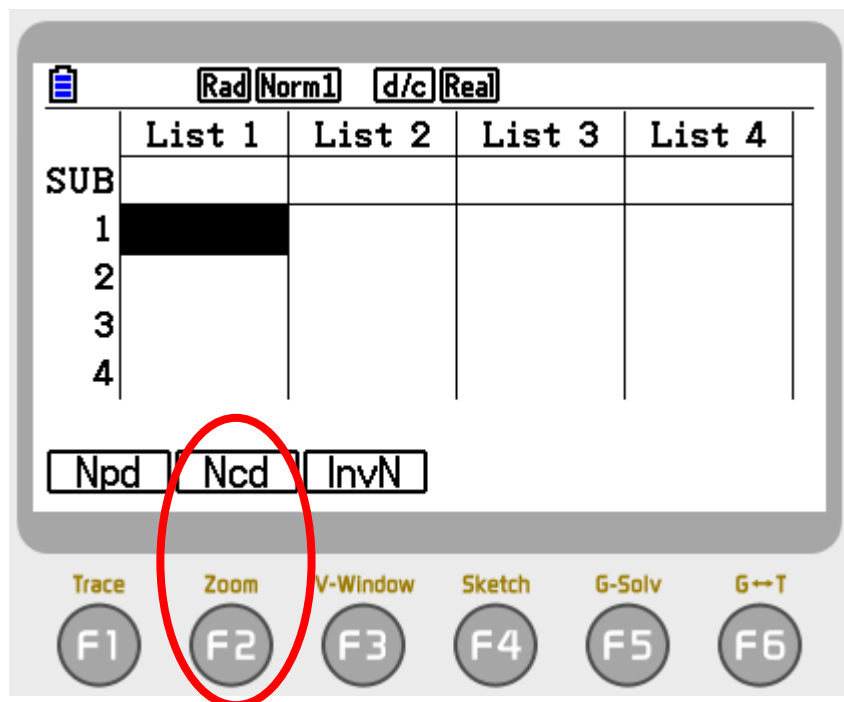 Rad Norm1 d/c Real
List 1 List 2 List 3 List 4
SUB
1
2
3
4
Npd Ncd InvN
Trace Zoom V-Window Sketch G-Solv G↔T
F1 F2 F3 F4 F5 F6